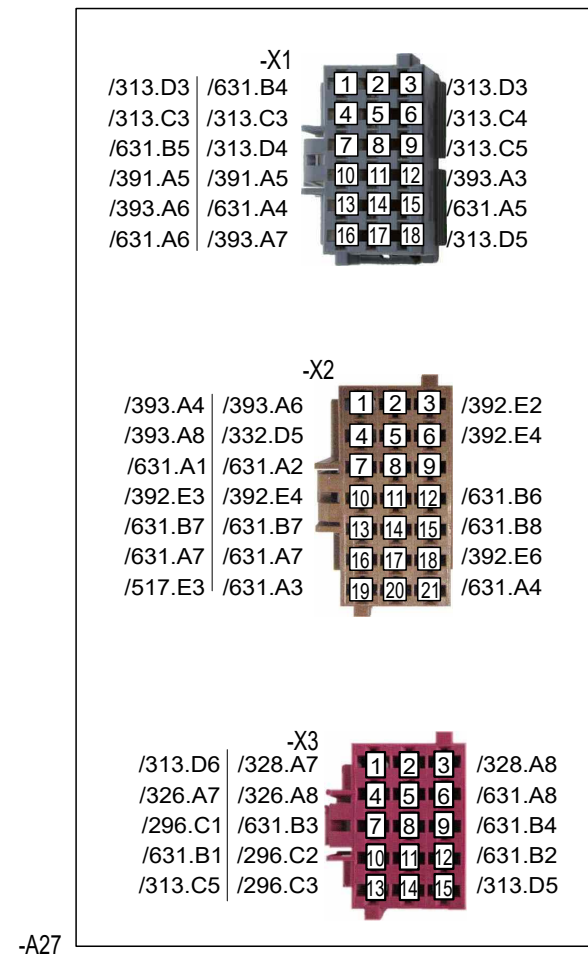 -X1
/313.D3 /631.B4 1 2 3 /313.D3
/313.C3 /313.C3 4 5 6 /313.C4
/631.B5 /313.D4 7 8 9 /313.C5
/391.A5 /391.A5 10 11 12 /393.A3
/393.A6 /631.A4 13 14 15 /631.A5
/631.A6 /393.A7 16 17 18 /313.D5
-X2
/393.A4 /393.A6 1 2 3 /392.E2
/393.A8 /332.D5 4 5 6 /392.E4
/631.A1 /631.A2 7 8 9
/392.E3 /392.E4 10 11 12 /631.B6
/631.B7 /631.B7 13 14 15 /631.B8
/631.A7 /631.A7 16 17 18 /392.E6
/517.E3 /631.A3 19 20 21 /631.A4
-X3
/313.D6 /328.A7 1 2 3 /328.A8
/326.A7 /326.A8 4 5 6 /631.A8
/296.C1 /631.B3 7 8 9 /631.B4
/631.B1 /296.C2 10 11 12 /631.B2
/313.C5 /296.C3 13 14 15 /313.D5
-A27